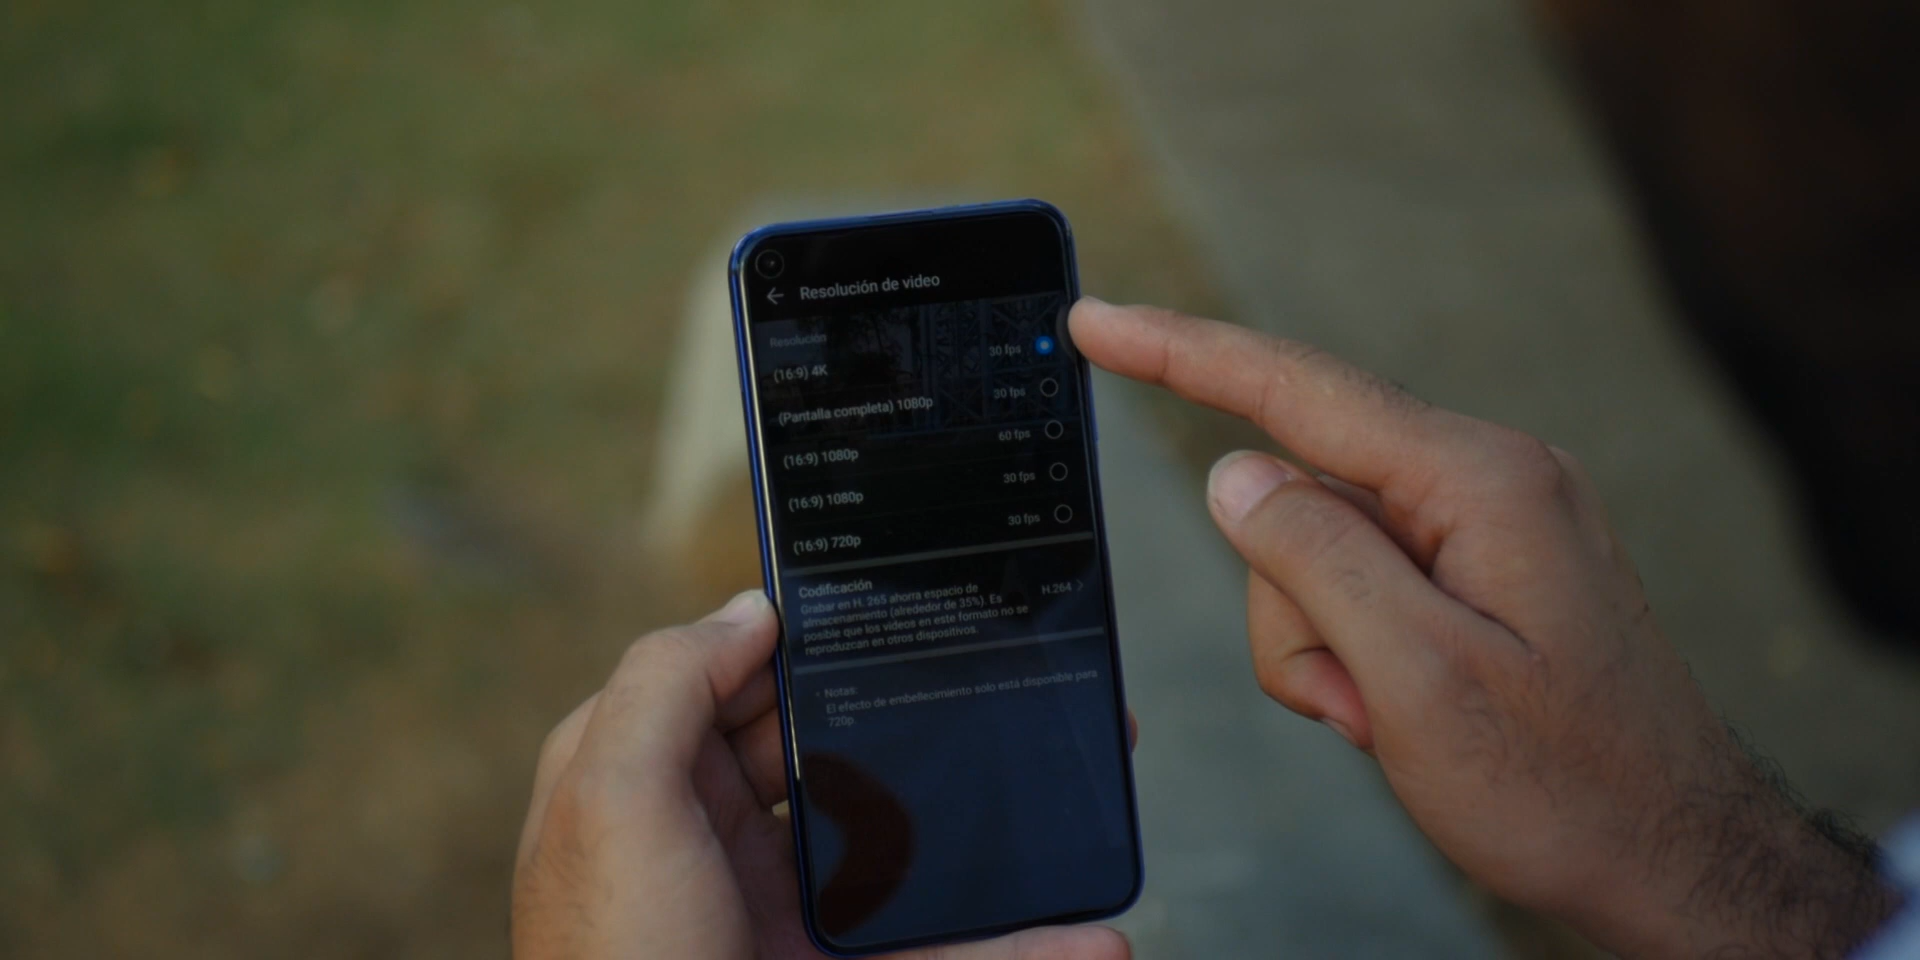 Resolución de video
Resolución
(16:9) 4K 30 fps
(Pantalla completa) 1080p 30 fps
(16:9) 1080p 60 fps
(16:9) 1080p 30 fps
(16:9) 720p 30 fps
Codificación
Grabar en H. 265 ahorra espacio de
almacenamiento (alrededor de 35%). Es
posible que los videos en este formato no se
reproduzcan en otros dispositivos.
H.264
Notas:
El efecto de embellecimiento solo está disponible para
720p.